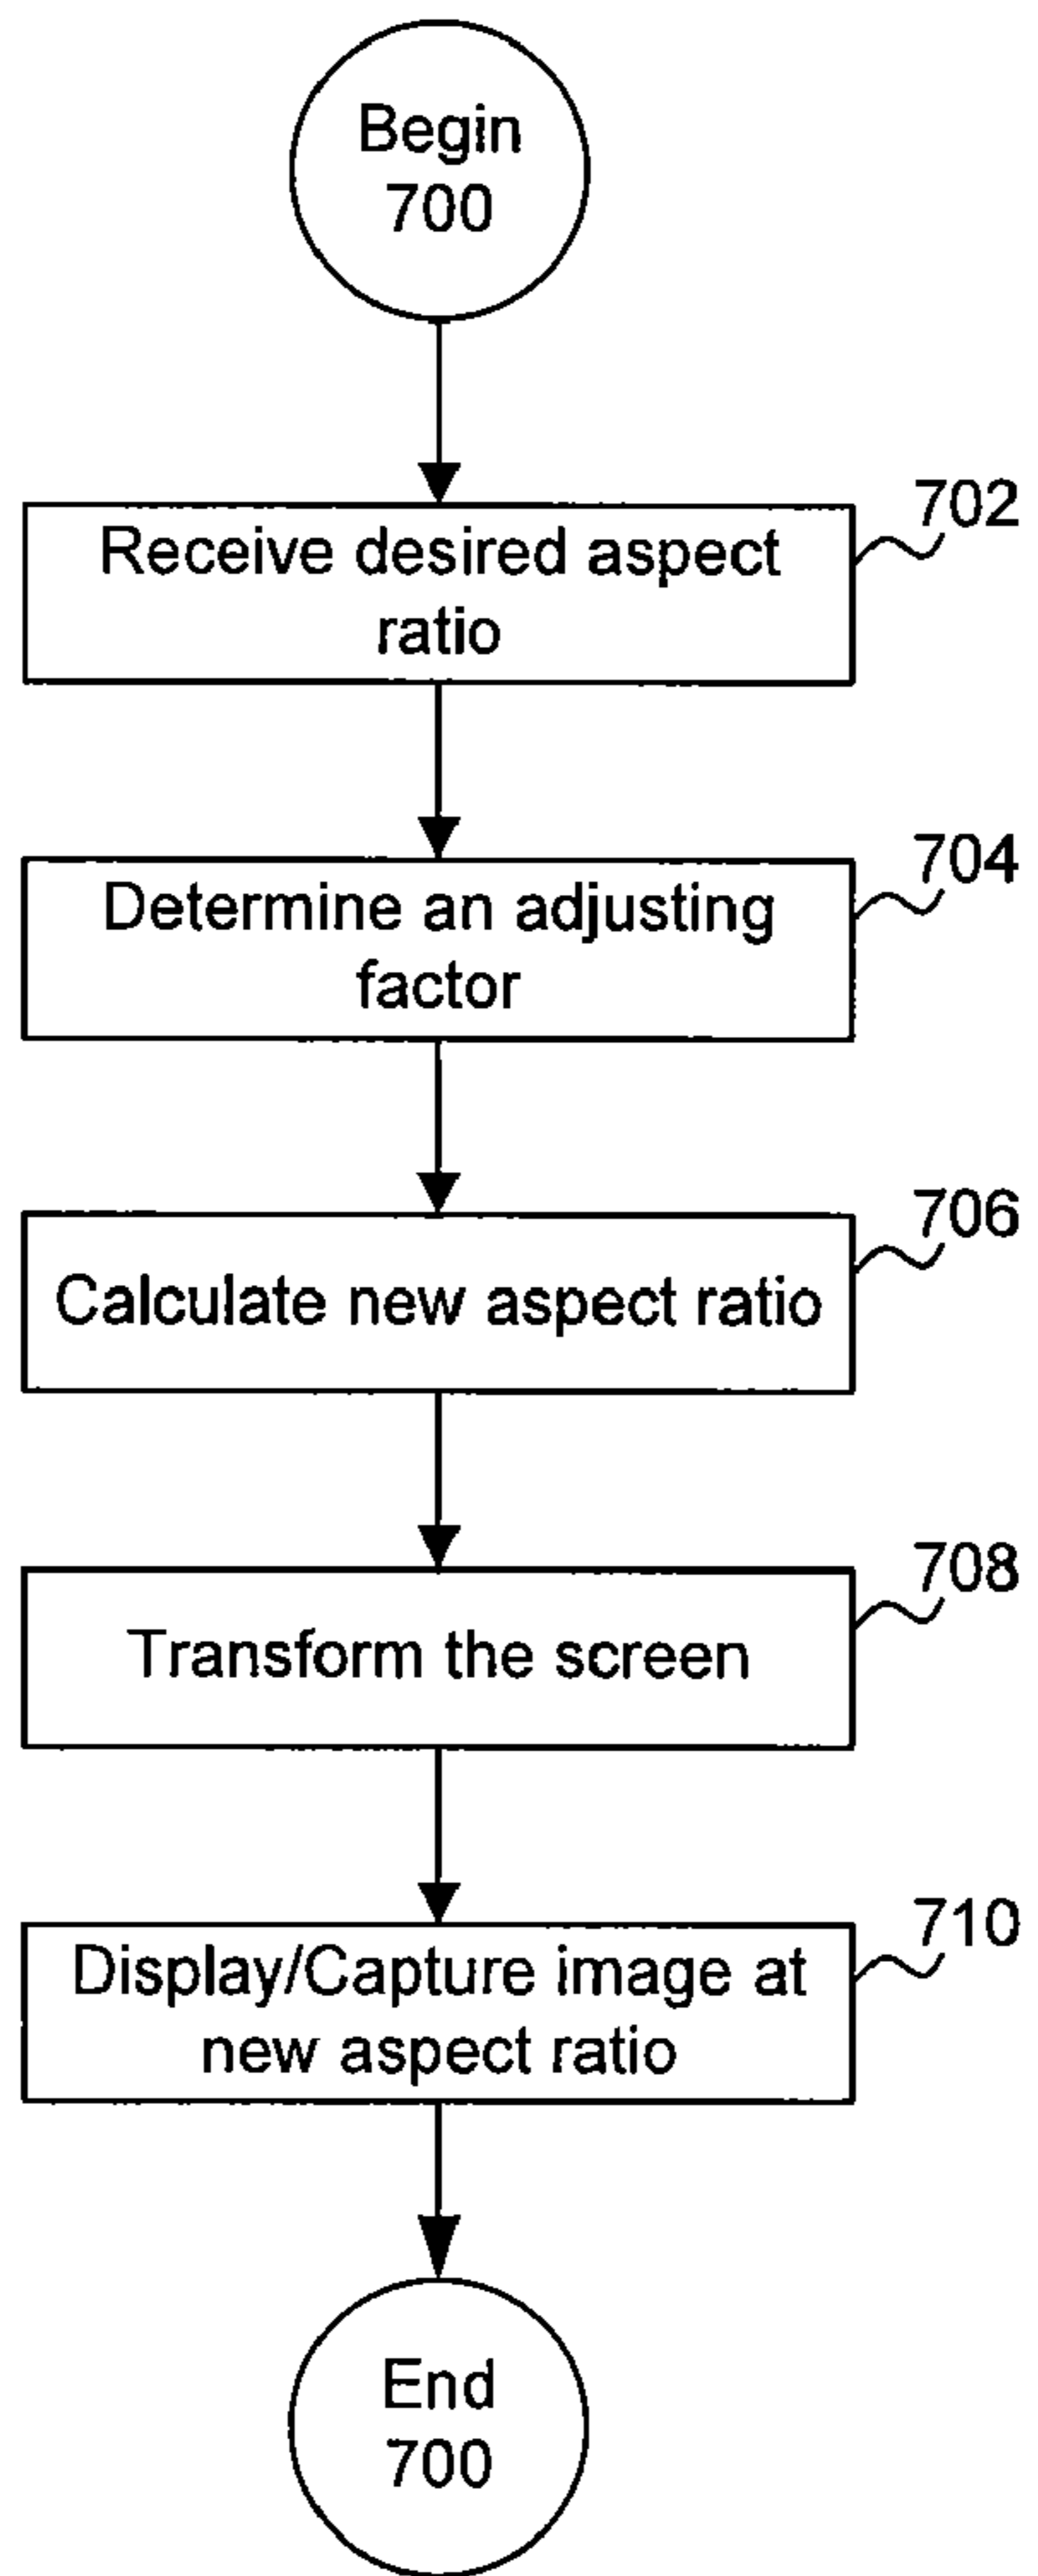 Begin
700
702
Receive desired aspect
ratio
704
Determine an adjusting
factor
706
Calculate new aspect ratio
708
Transform the screen
710
Display/Capture image at
new aspect ratio
End
700